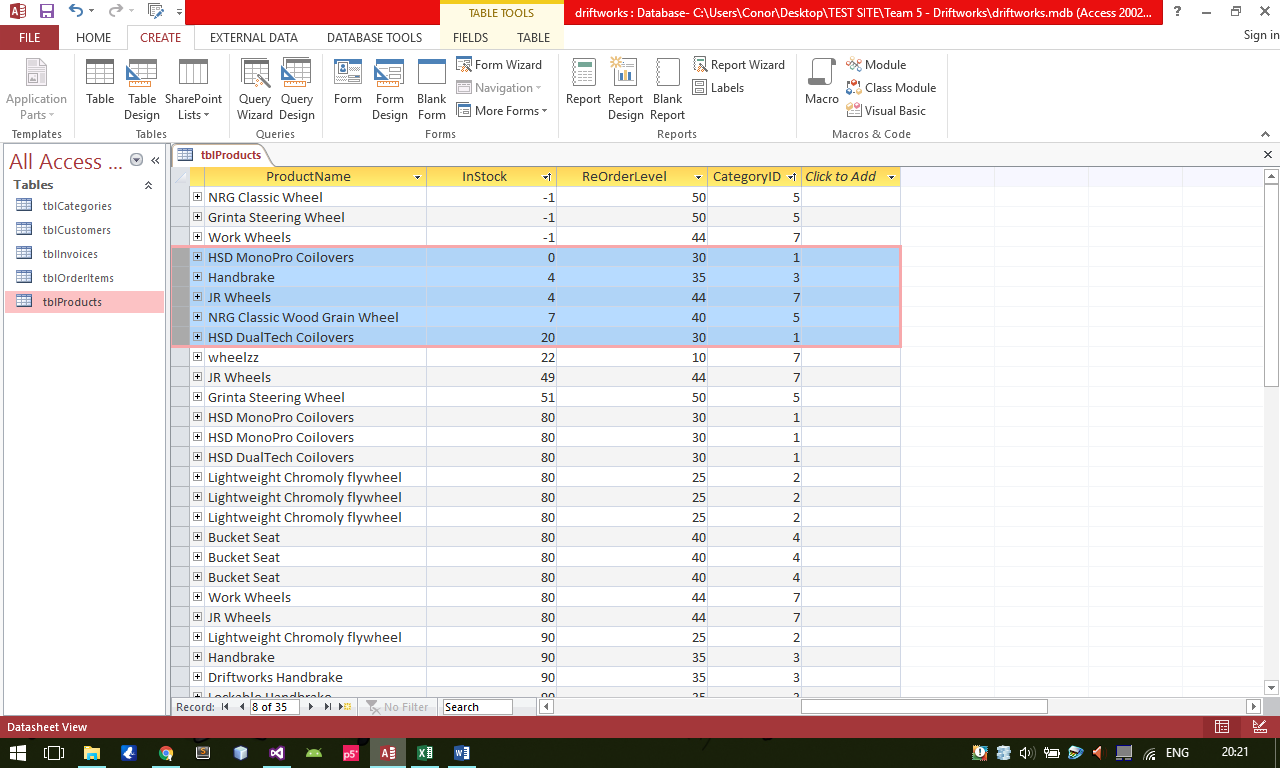 TABLE TOOLS
driftworks : Database- C:\Users\Conor\Desktop\TEST SITE\Team 5 - Driftworks\driftworks.mdb (Access 2002...
FILE HOME CREATE EXTERNAL DATA DATABASE TOOLS FIELDS TABLE
Sign in
Application Parts
Table
Table Design
SharePoint Lists
Query Wizard
Query Design
Form
Form Design
Blank Form
Form Wizard
Navigation
More Forms
Report
Report Design
Blank Report
Report Wizard
Labels
Macro
Module
Class Module
Visual Basic
Templates Tables Queries Forms Reports Macros & Code
All Access ...
Tables
tblCategories
tblCustomers
tblInvoices
tblOrderItems
tblProducts
tblProducts
ProductName InStock ReOrderLevel CategoryID Click to Add
NRG Classic Wheel -1 50 5
Grinta Steering Wheel -1 50 5
Work Wheels -1 44 7
HSD MonoPro Coilovers 0 30 1
Handbrake 4 35 3
JR Wheels 4 44 7
NRG Classic Wood Grain Wheel 7 40 5
HSD DualTech Coilovers 20 30 1
wheelzz 22 10 7
JR Wheels 49 44 7
Grinta Steering Wheel 51 50 5
HSD MonoPro Coilovers 80 30 1
HSD MonoPro Coilovers 80 30 1
HSD DualTech Coilovers 80 30 1
Lightweight Chromoly flywheel 80 25 2
Lightweight Chromoly flywheel 80 25 2
Lightweight Chromoly flywheel 80 25 2
Bucket Seat 80 40 4
Bucket Seat 80 40 4
Bucket Seat 80 40 4
Work Wheels 80 44 7
JR Wheels 80 44 7
Lightweight Chromoly flywheel 90 25 2
Handbrake 90 35 3
Driftworks Handbrake 90 35 3
Lockable Handbrake 90 35 3
Record: 8 of 35 No Filter Search
Datasheet View
p5* ENG 20:21